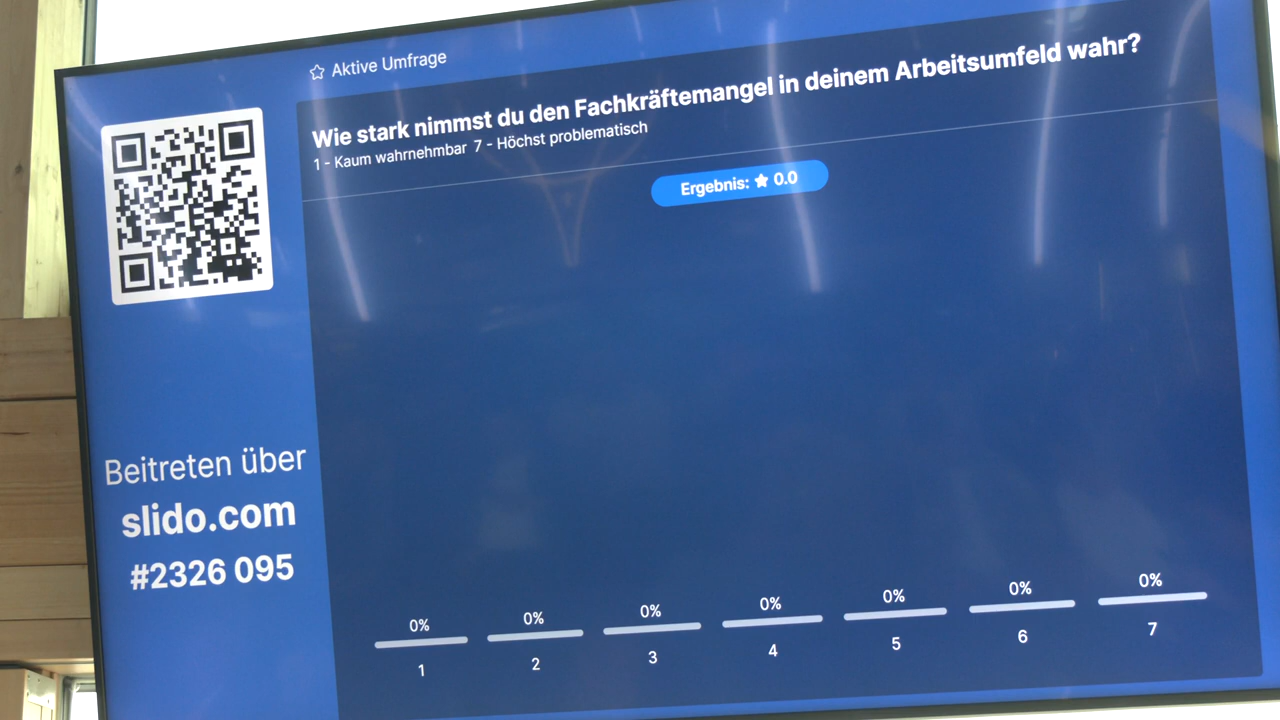 Aktive Umfrage
Wie stark nimmst du den Fachkräftemangel in deinem Arbeitsumfeld wahr?
1 - Kaum wahrnehmbar 7 - Höchst problematisch
Ergebnis: ★ 0.0
Beitreten über
slido.com
#2326 095
0% 0% 0% 0% 0% 0% 0%
1 2 3 4 5 6 7